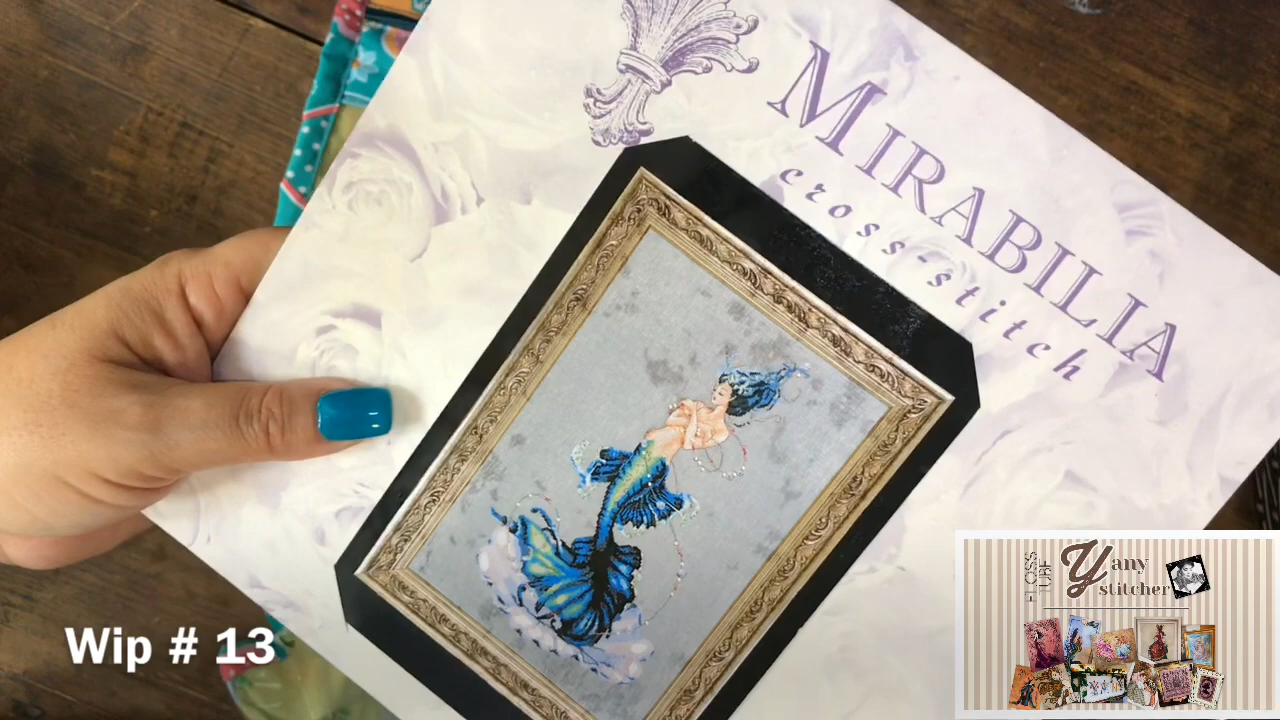 MIRABILIA
cross-stitch
Wip # 13
FLOSS
TUBE
Yany
stitcher